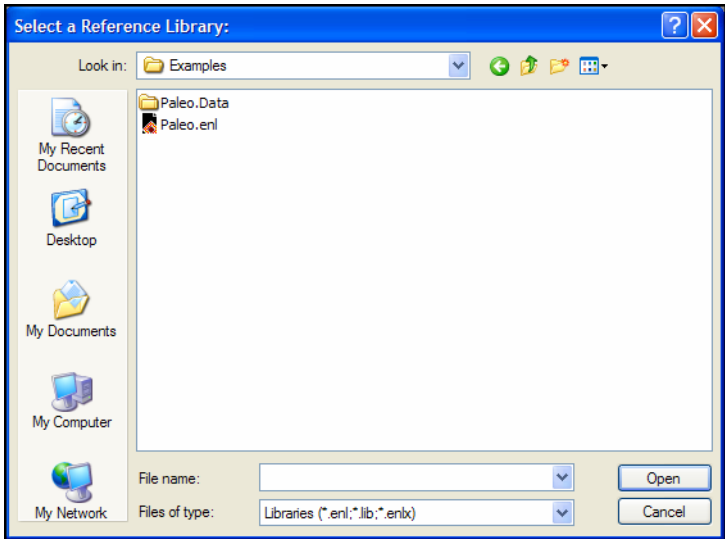 Select a Reference Library:
Look in: Examples
Paleo.Data
Paleo.enl
My Recent
Documents
Desktop
My Documents
My Computer
My Network
File name:
Open
Files of type: Libraries (*.enl;*.lib;*.enlx)
Cancel